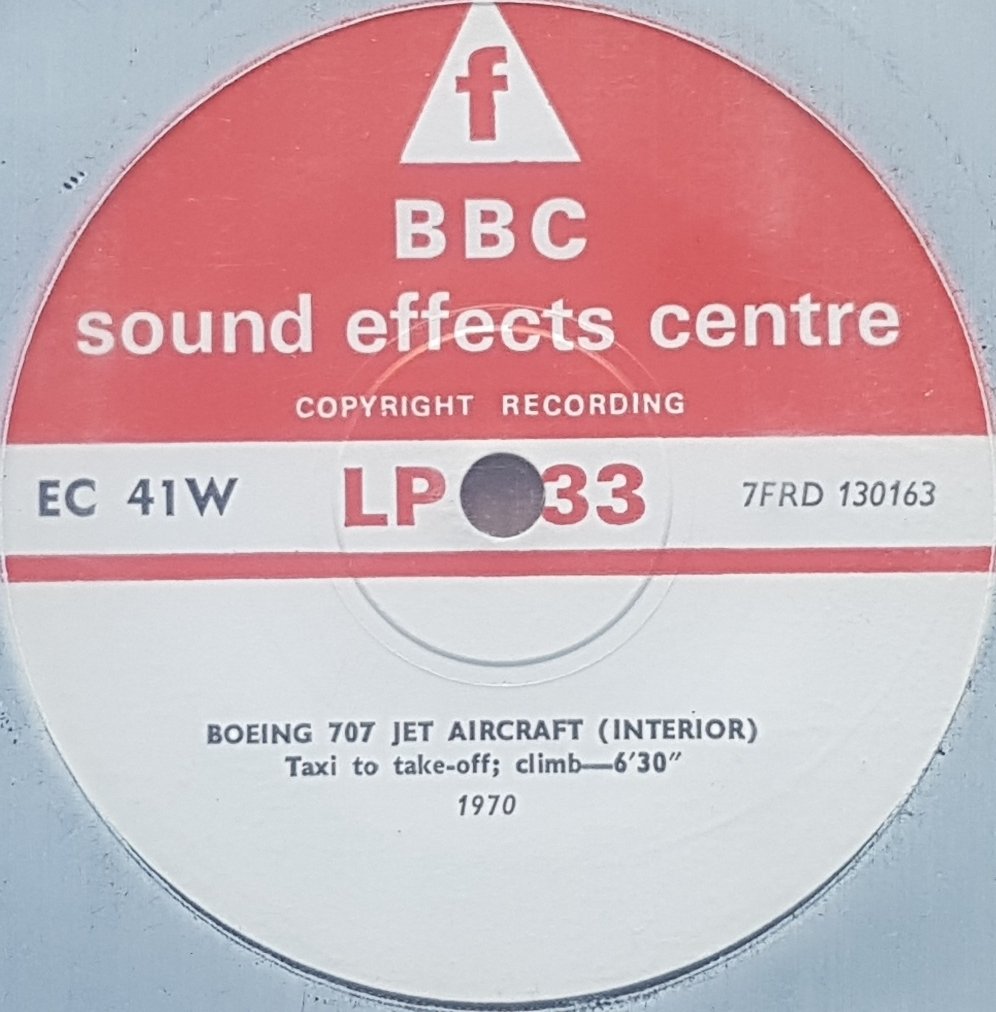 f
BBC
sound effects centre
COPYRIGHT RECORDING
EC 41W LP 33 7FRD 130163
BOEING 707 JET AIRCRAFT (INTERIOR)
Taxi to take-off; climb—6′30″
1970